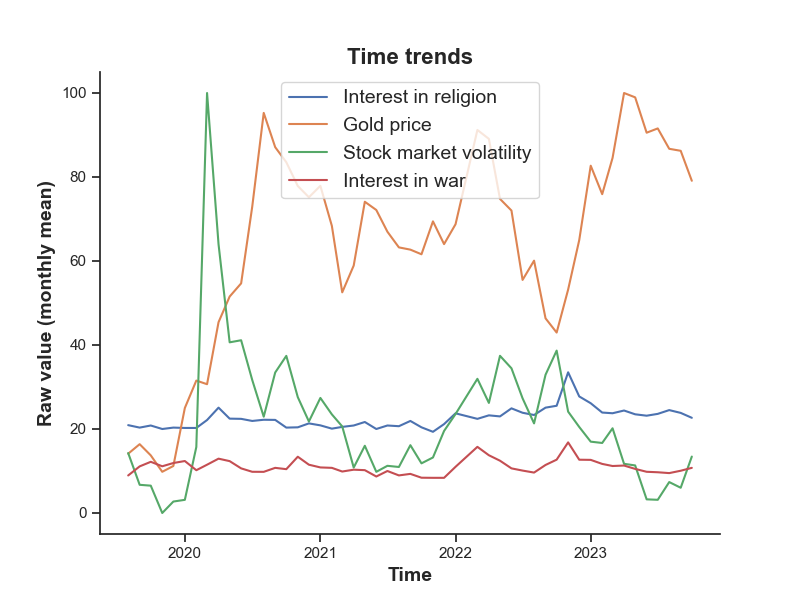 Time trends
Interest in religion
Gold price
Stock market volatility
Interest in war
Raw value (monthly mean)
100
80
60
40
20
0
2020
2021
2022
2023
Time